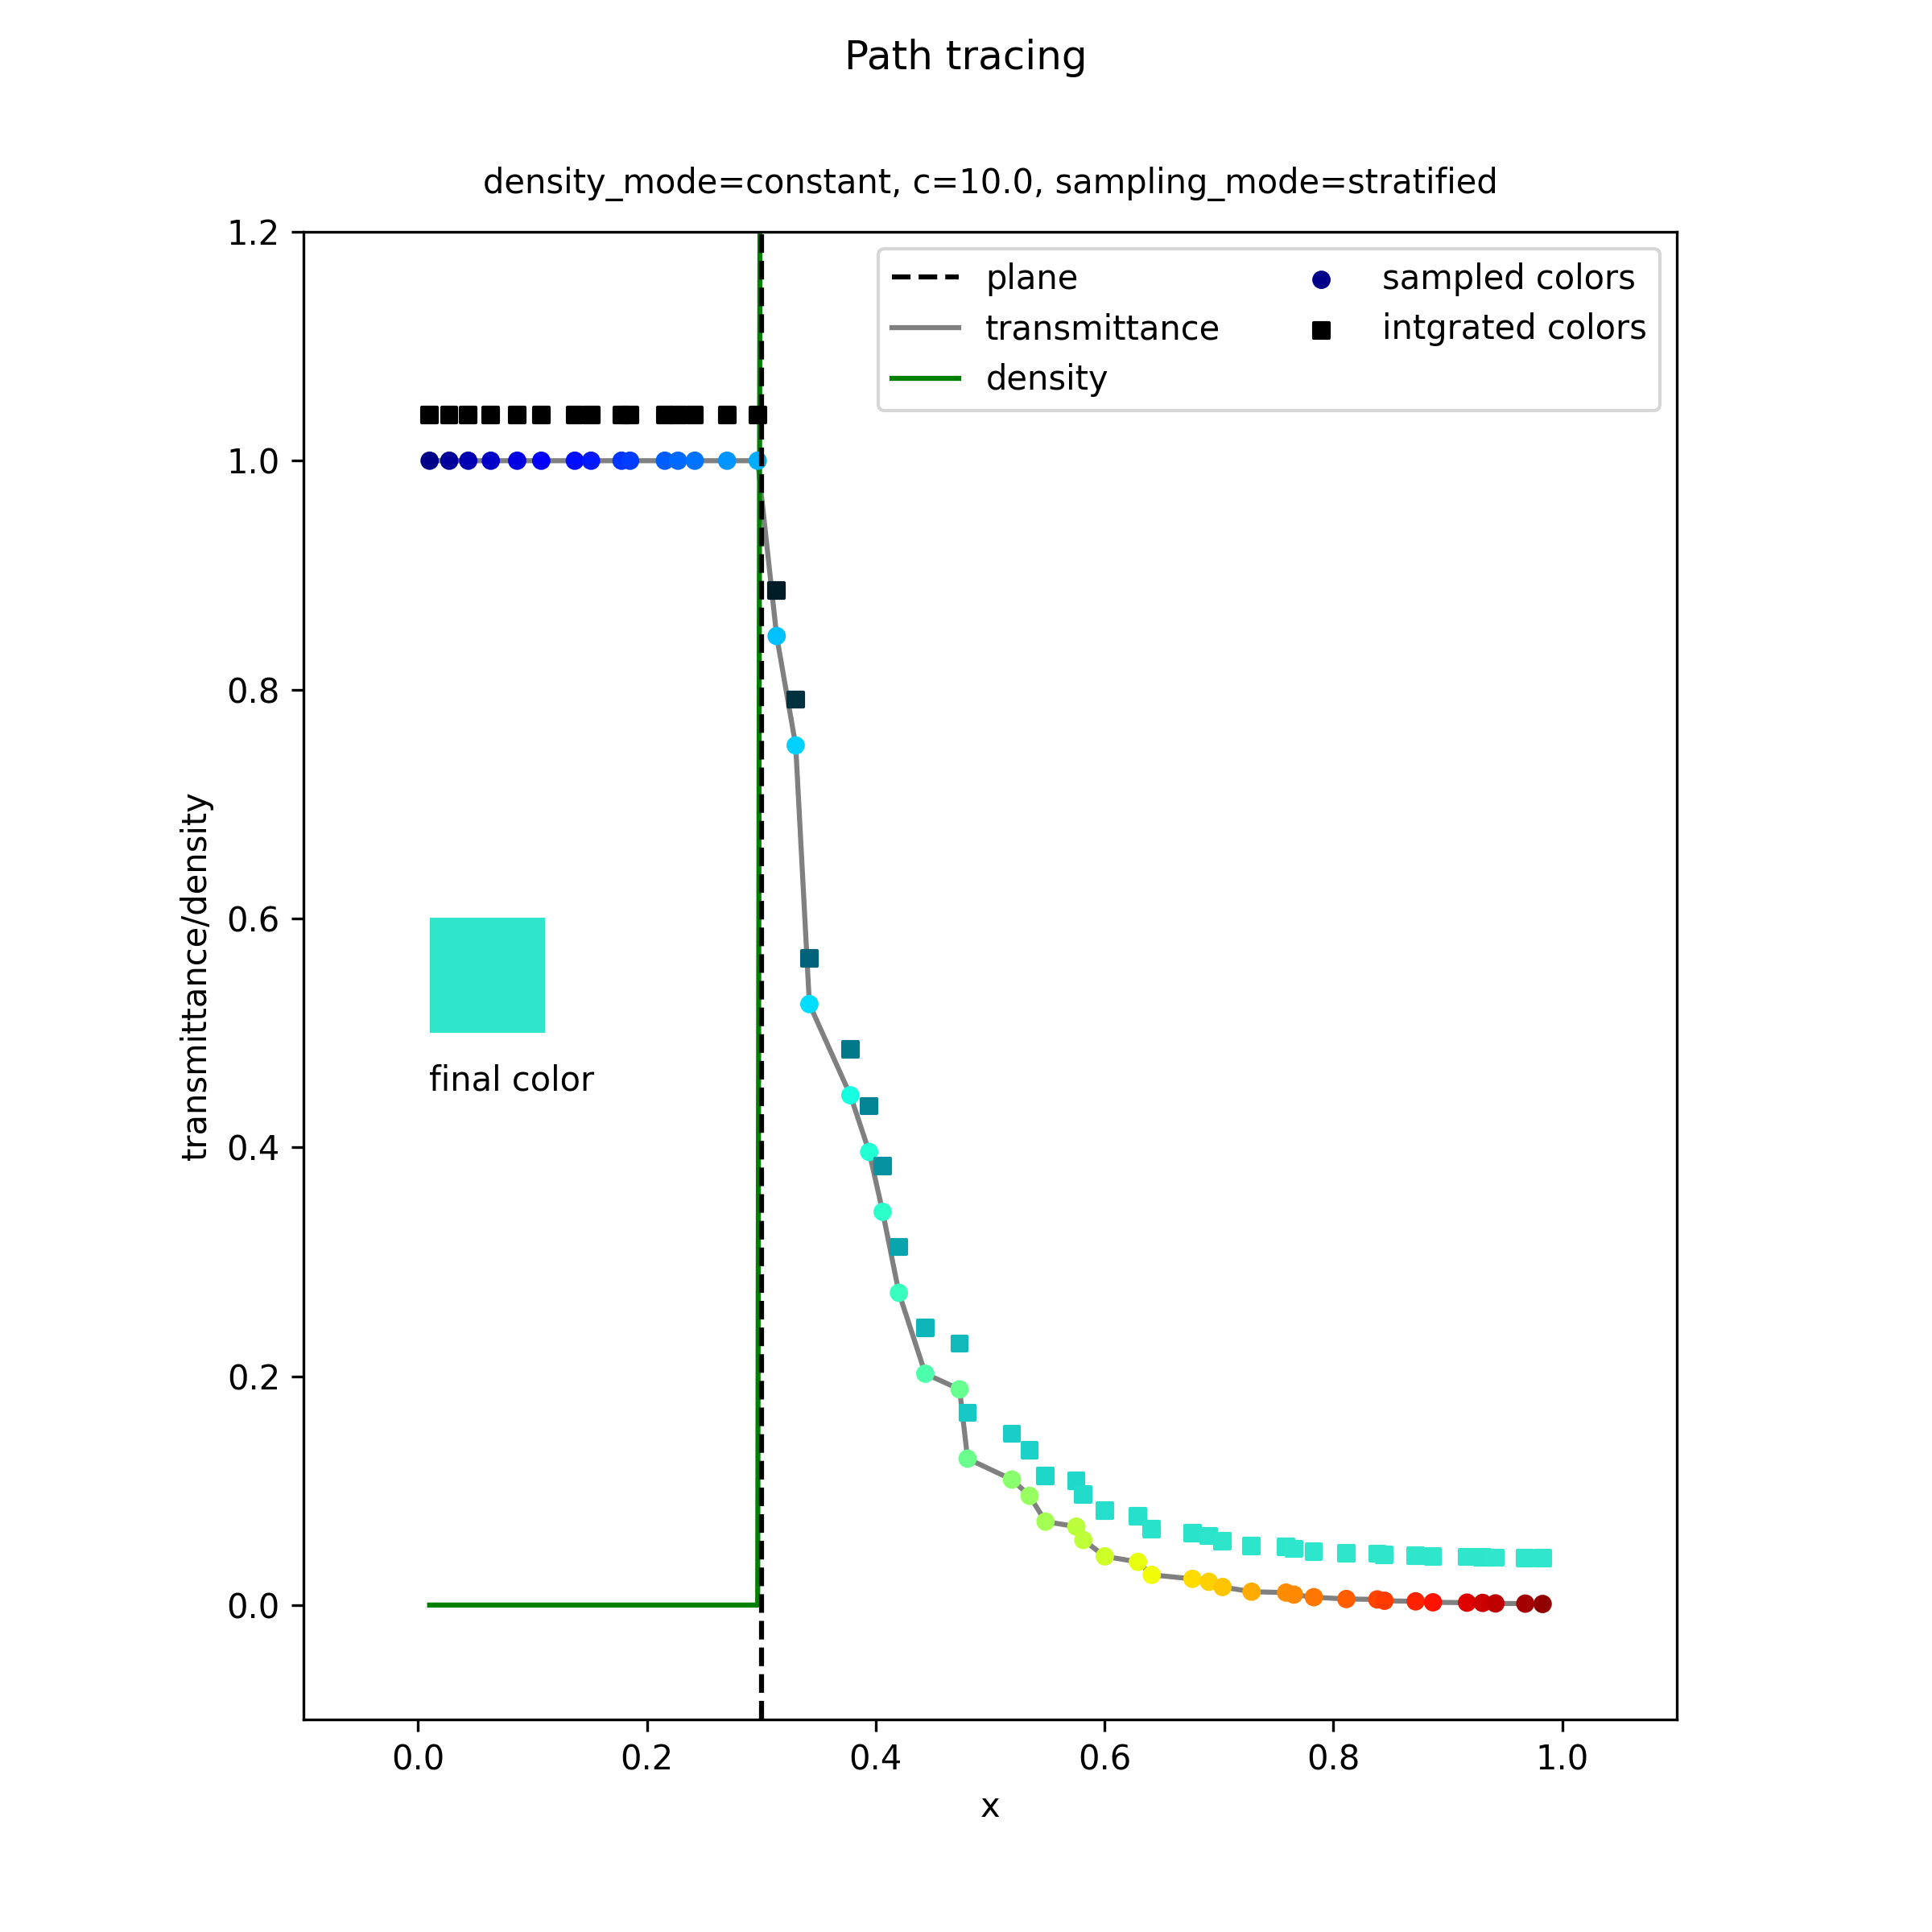 Path tracing
density_mode=constant, c=10.0, sampling_mode=stratified
plane
transmittance
density
sampled colors
intgrated colors
1.2
1.0
0.8
0.6
0.4
0.2
0.0
transmittance/density
final color
0.0 0.2 0.4 0.6 0.8 1.0
x